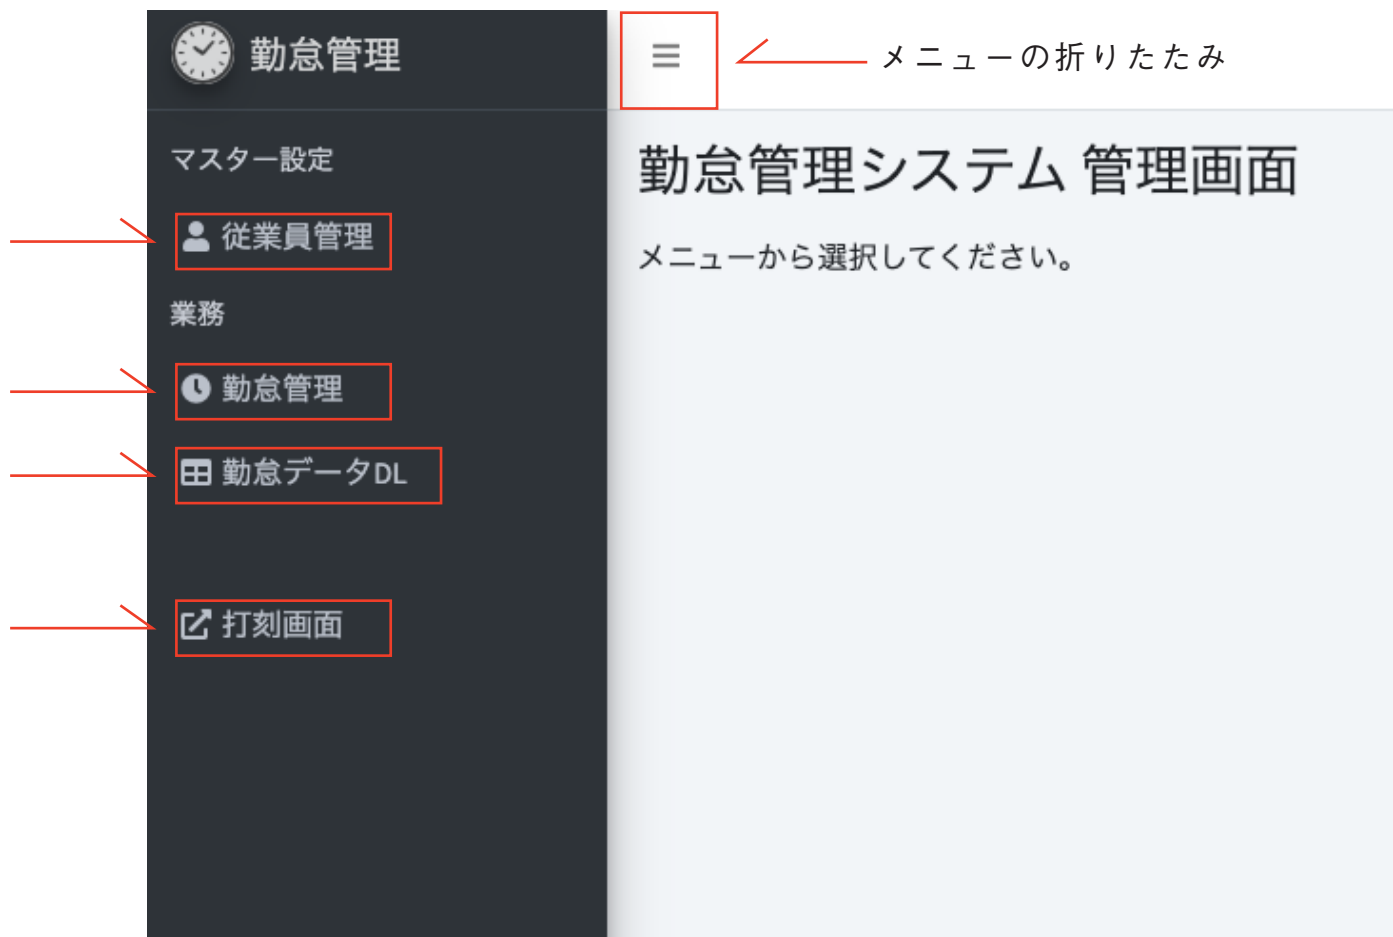 勤怠管理
メニューの折りたたみ
マスター設定
従業員管理
業務
勤怠管理
勤怠データDL
打刻画面
勤怠管理システム 管理画面
メニューから選択してください。